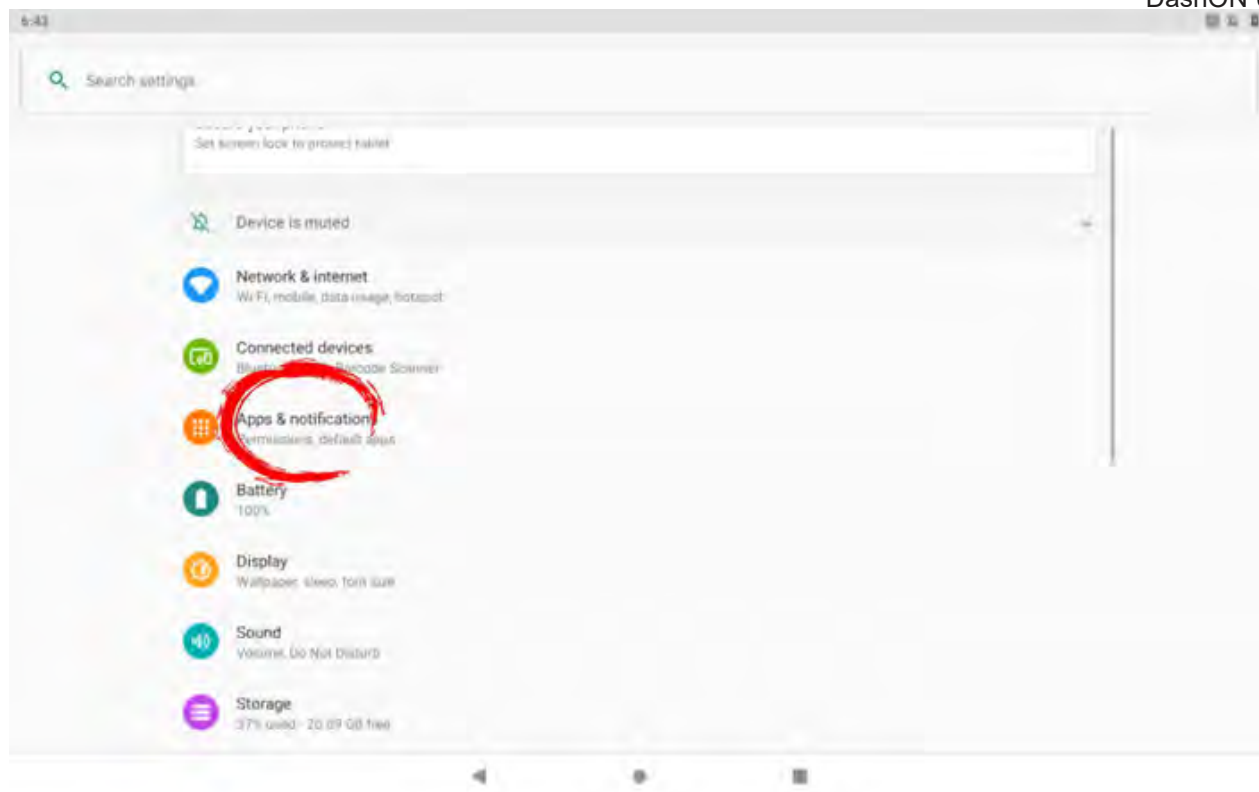 DashON
6:43
Search settings
Set screen lock to protect tablet
Device is muted
Network & internet
Wi-Fi, mobile, data usage, hotspot
Connected devices
Barcode Scanner
Apps & notification
Permissions, default apps
Battery
100%
Display
Wallpaper, sleep, font size
Sound
Volume, Do Not Disturb
Storage
37% used - 20.09 GB free